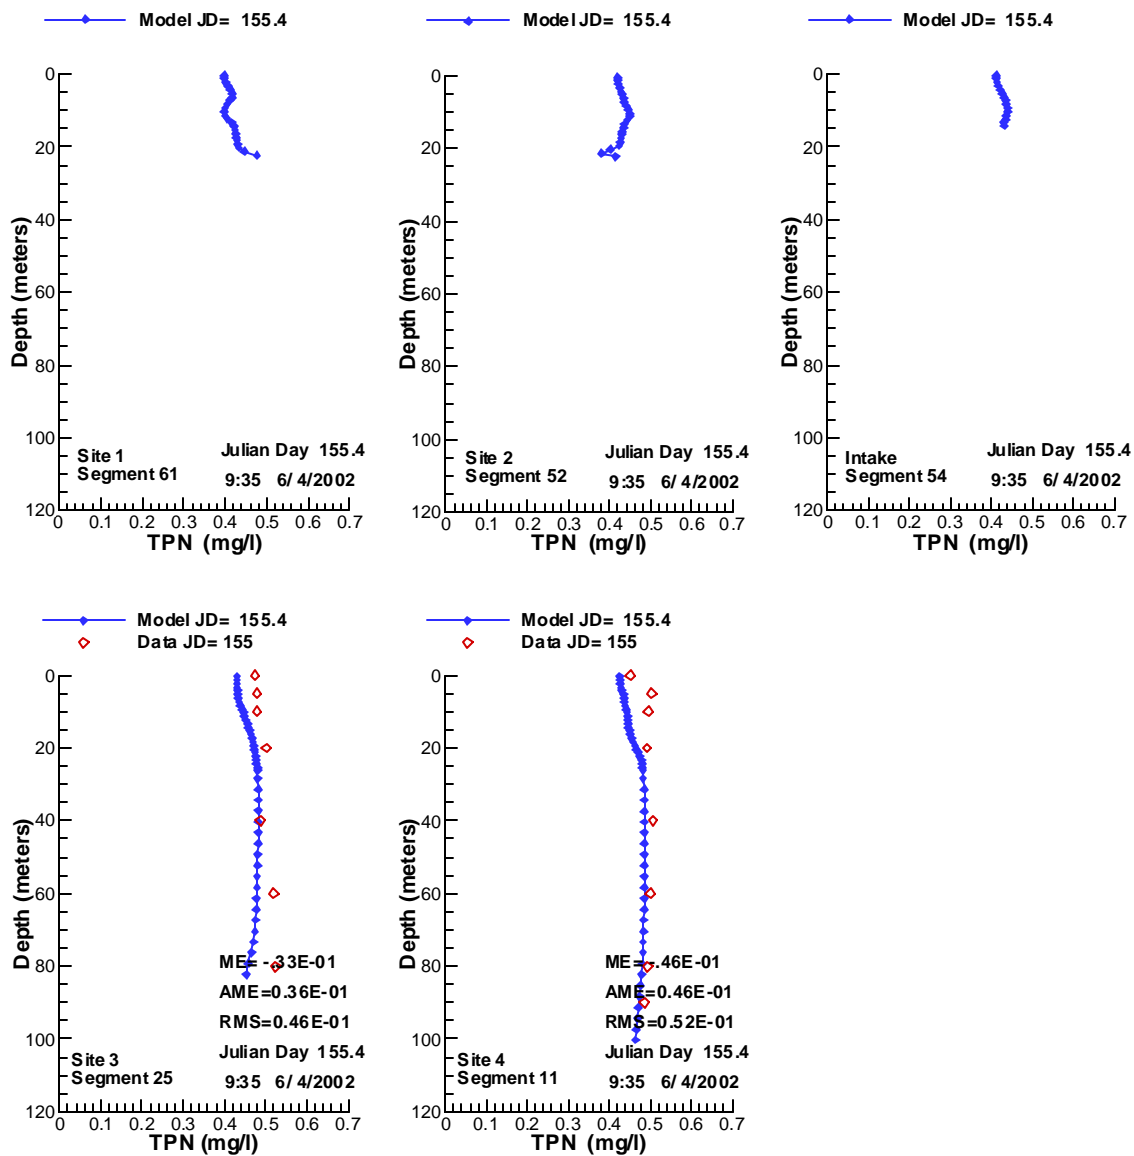 Model JD= 155.4
0
20
40
60
80
100
120
Depth (meters)
Site 1
Segment 61
Julian Day 155.4
9:35 6/ 4/2002
0 0.1 0.2 0.3 0.4 0.5 0.6 0.7
TPN (mg/l)
Model JD= 155.4
0
20
40
60
80
100
120
Depth (meters)
Site 2
Segment 52
Julian Day 155.4
9:35 6/ 4/2002
0 0.1 0.2 0.3 0.4 0.5 0.6 0.7
TPN (mg/l)
Model JD= 155.4
0
20
40
60
80
100
120
Depth (meters)
Intake
Segment 54
Julian Day 155.4
9:35 6/ 4/2002
0 0.1 0.2 0.3 0.4 0.5 0.6 0.7
TPN (mg/l)
Model JD= 155.4
Data JD= 155
0
20
40
60
80
100
120
Depth (meters)
ME= -.33E-01
AME=0.36E-01
RMS=0.46E-01
Site 3
Segment 25
Julian Day 155.4
9:35 6/ 4/2002
0 0.1 0.2 0.3 0.4 0.5 0.6 0.7
TPN (mg/l)
Model JD= 155.4
Data JD= 155
0
20
40
60
80
100
120
Depth (meters)
ME= -.46E-01
AME=0.46E-01
RMS=0.52E-01
Site 4
Segment 11
Julian Day 155.4
9:35 6/ 4/2002
0 0.1 0.2 0.3 0.4 0.5 0.6 0.7
TPN (mg/l)